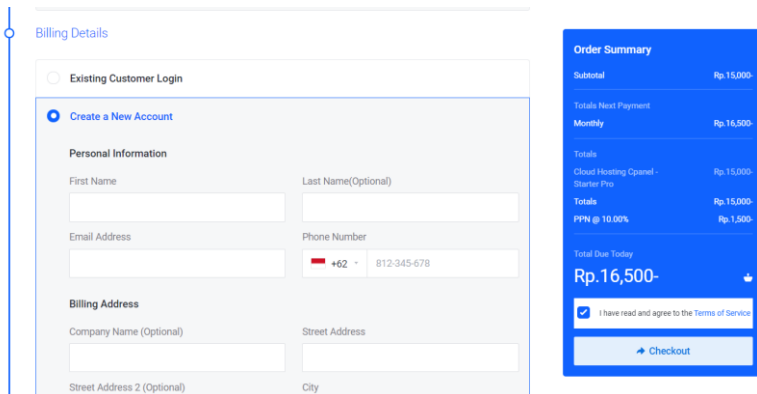 Billing Details
Existing Customer Login
Create a New Account
Personal Information
First Name
Last Name(Optional)
Email Address
Phone Number
+62
812-345-678
Billing Address
Company Name (Optional)
Street Address
Street Address 2 (Optional)
City
Order Summary
Subtotal Rp.15,000-
Totals Next Payment
Monthly Rp.16,500-
Totals
Cloud Hosting Cpanel - Rp.15,000-
Starter Pro
Totals Rp.15,000-
PPN @ 10.00% Rp.1,500-
Total Due Today
Rp.16,500-
I have read and agree to the Terms of Service
Checkout